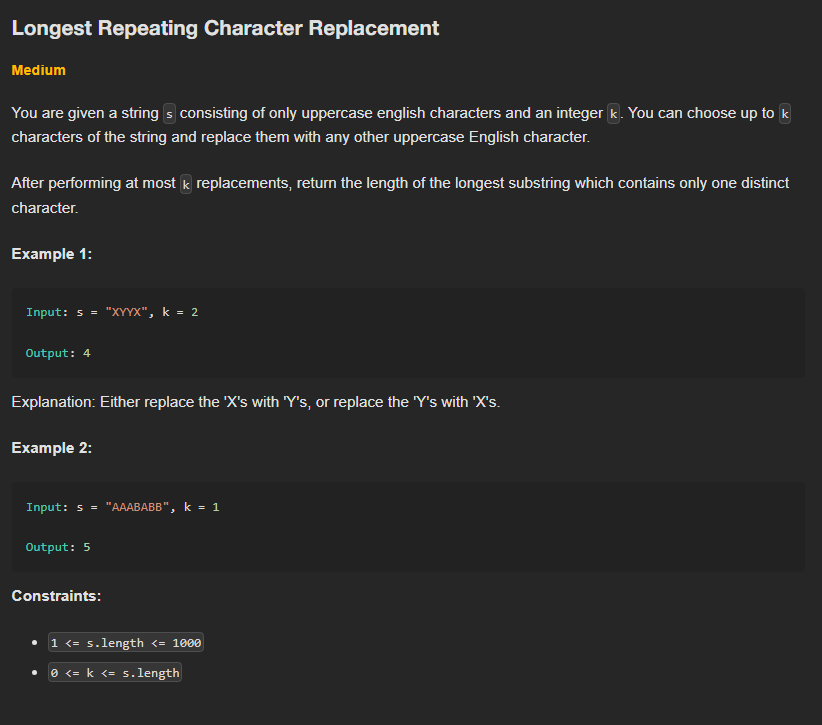 Longest Repeating Character Replacement
Medium
You are given a string s consisting of only uppercase english characters and an integer k. You can choose up to k
characters of the string and replace them with any other uppercase English character.
After performing at most k replacements, return the length of the longest substring which contains only one distinct
character.
Example 1:
Input: s = "XYYX", k = 2
Output: 4
Explanation: Either replace the 'X's with 'Y's, or replace the 'Y's with 'X's.
Example 2:
Input: s = "AAABABB", k = 1
Output: 5
Constraints:
1 <= s.length <= 1000
0 <= k <= s.length